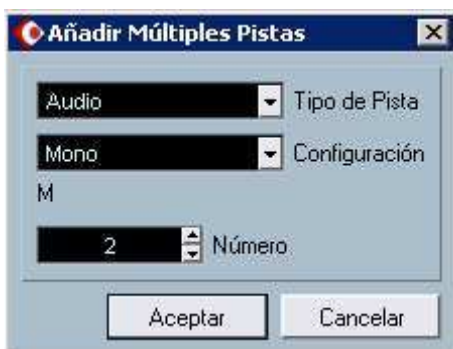 Añadir Múltiples Pistas
Audio Tipo de Pista
Mono Configuración
M
2 Número
Aceptar Cancelar